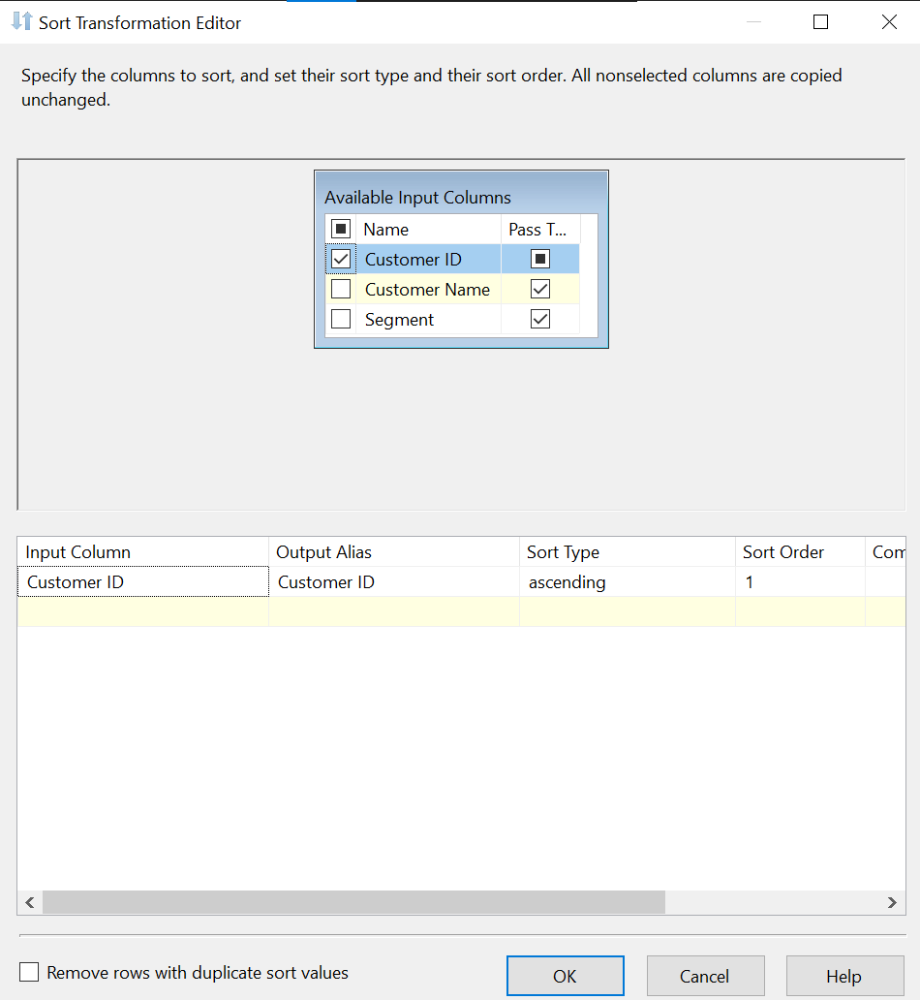 Sort Transformation Editor
Specify the columns to sort, and set their sort type and their sort order. All nonselected columns are copied
unchanged.
Available Input Columns
Name Pass T...
Customer ID
Customer Name
Segment
Input Column Output Alias Sort Type Sort Order Com
Customer ID Customer ID ascending 1
Remove rows with duplicate sort values
OK Cancel Help